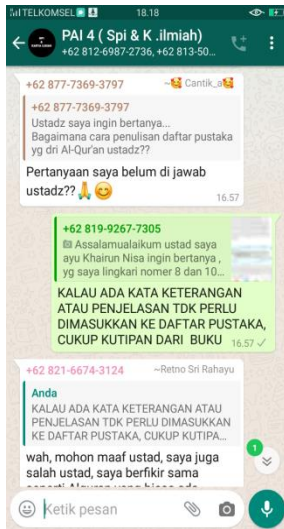 TELKOMSEL 18.18
PAI 4 ( Spi & K .ilmiah)
+62 812-6987-2736, +62 813-50...
+62 877-7369-3797 ~🥰 Cantik_a🥰
+62 877-7369-3797
Ustadz saya ingin bertanya...
Bagaimana cara penulisan daftar pustaka
yg dri Al-Qur'an ustadz??
Pertanyaan saya belum di jawab
ustadz??🙏😊
16.57
+62 819-9267-7305
Assalamualaikum ustad saya
ayu Khairun Nisa ingin bertanya ,
yg saya lingkari nomer 8 dan 10...
KALAU ADA KATA KETERANGAN
ATAU PENJELASAN TDK PERLU
DIMASUKKAN KE DAFTAR PUSTAKA,
CUKUP KUTIPAN DARI BUKU 16.57
+62 821-6674-3124 ~Retno Sri Rahayu
Anda
KALAU ADA KATA KETERANGAN ATAU
PENJELASAN TDK PERLU DIMASUKKAN
KE DAFTAR PUSTAKA, CUKUP KUTIPA...
wah, mohon maaf ustad, saya juga
salah ustad, saya berfikir sama
1
Ketik pesan